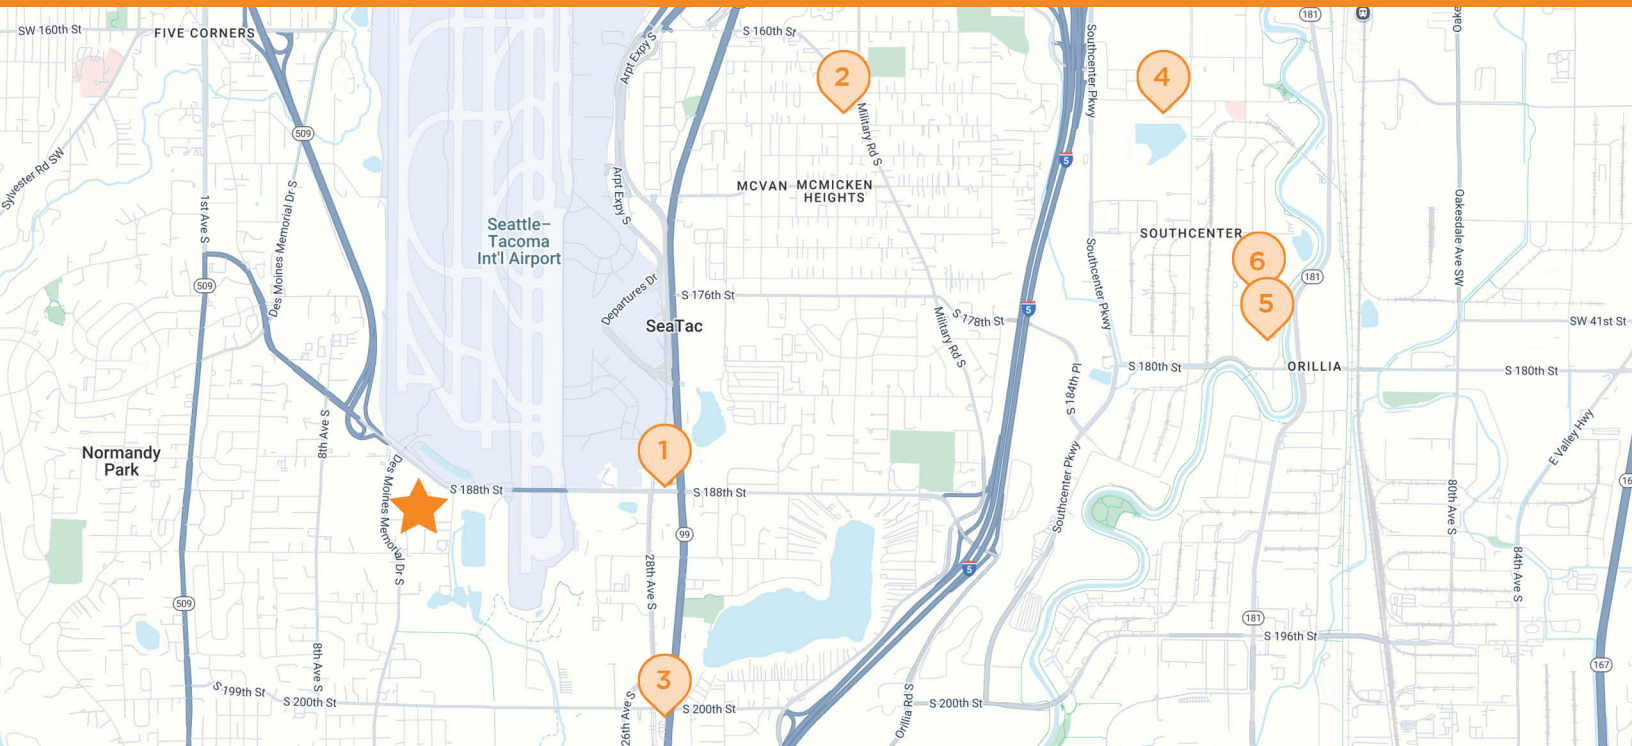 SW 160th St
FIVE CORNERS
Arpt Expy S
S 160th St
Southcenter Pkwy
181
2
4
509
Sylvester Rd SW
Military Rd S
5
Arpt Expy S
MCVAN
MCMICKEN
HEIGHTS
1st Ave S
Des Moines Memorial Dr S
Seattle–
Tacoma
Int'l Airport
Oakesdale Ave SW
SOUTHCENTER
Southcenter Pkwy
6
181
509
Departures Dr
S 176th St
5
5
SeaTac
Military Rd S
S 178th St
SW 41st St
S 180th St
ORILLIA
S 180th St
S 184th Pl
8th Ave S
E Valley Hwy
Normandy
Park
1
Des Moines Memorial Dr S
S 188th St
S 188th St
Southcenter Pkwy
80th Ave S
99
28th Ave S
5
84th Ave S
509
181
S 196th St
8th Ave S
167
3
S 199th St
S 200th St
26th Ave S
S 200th St
Orillia Rd S
S 200th St